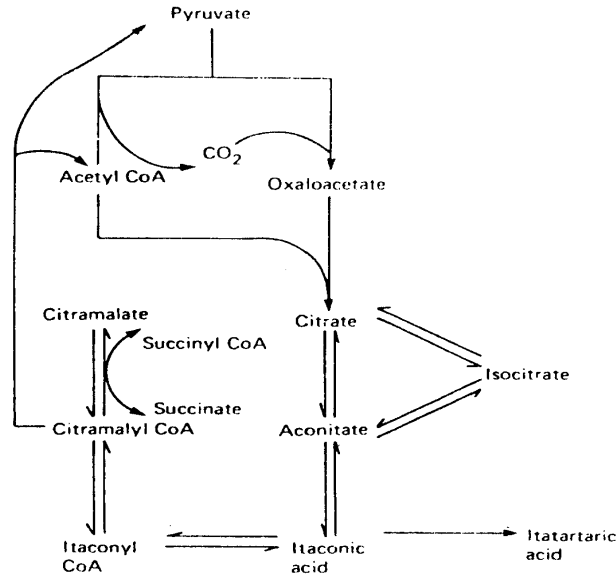 Pyruvate
CO2
Acetyl CoA
Oxaloacetate
Citramalate
Citrate
Succinyl CoA
Isocitrate
Succinate
Citramalyl CoA
Aconitate
Itaconyl
CoA
Itaconic
acid
Itatartaric
acid